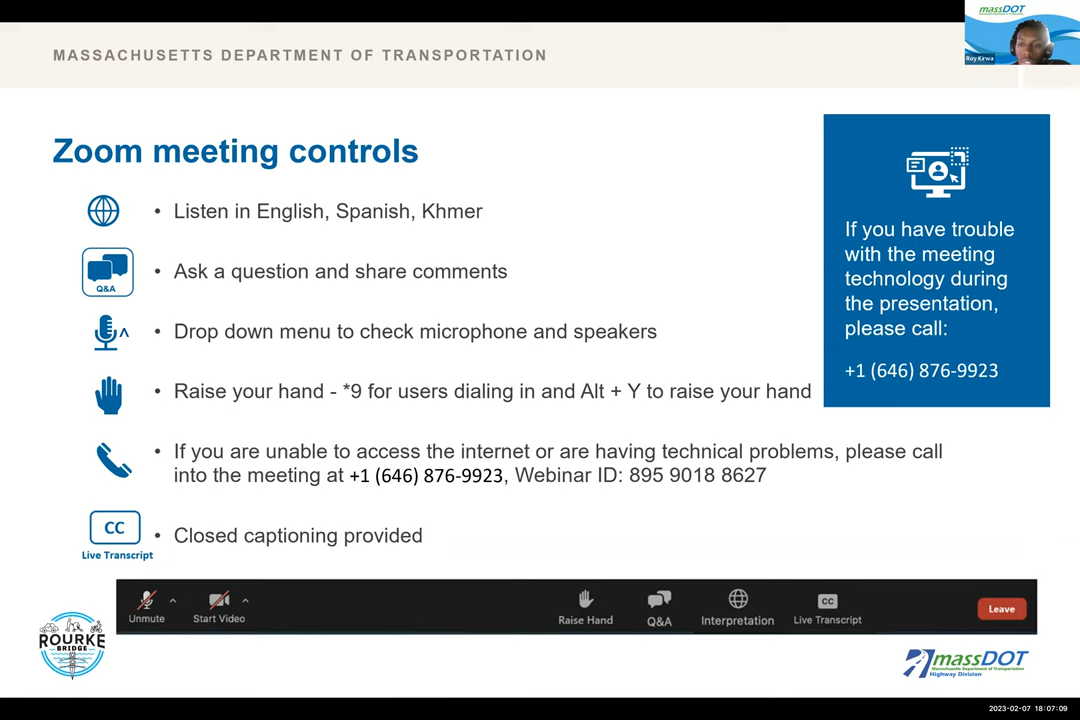 massDOT
Roy Kirwa
MASSACHUSETTS DEPARTMENT OF TRANSPORTATION
Zoom meeting controls
• Listen in English, Spanish, Khmer
Q&A
• Ask a question and share comments
^
• Drop down menu to check microphone and speakers
• Raise your hand - *9 for users dialing in and Alt + Y to raise your hand
• If you are unable to access the internet or are having technical problems, please call
into the meeting at +1 (646) 876-9923, Webinar ID: 895 9018 8627
CC
Live Transcript
• Closed captioning provided
If you have trouble
with the meeting
technology during
the presentation,
please call:
+1 (646) 876-9923
Unmute
Start Video
Raise Hand
Q&A
Interpretation
CC
Live Transcript
Leave
ROURKE
BRIDGE
massDOT
Massachusetts Department of Transportation
Highway Division
2023-02-07 18:07:09